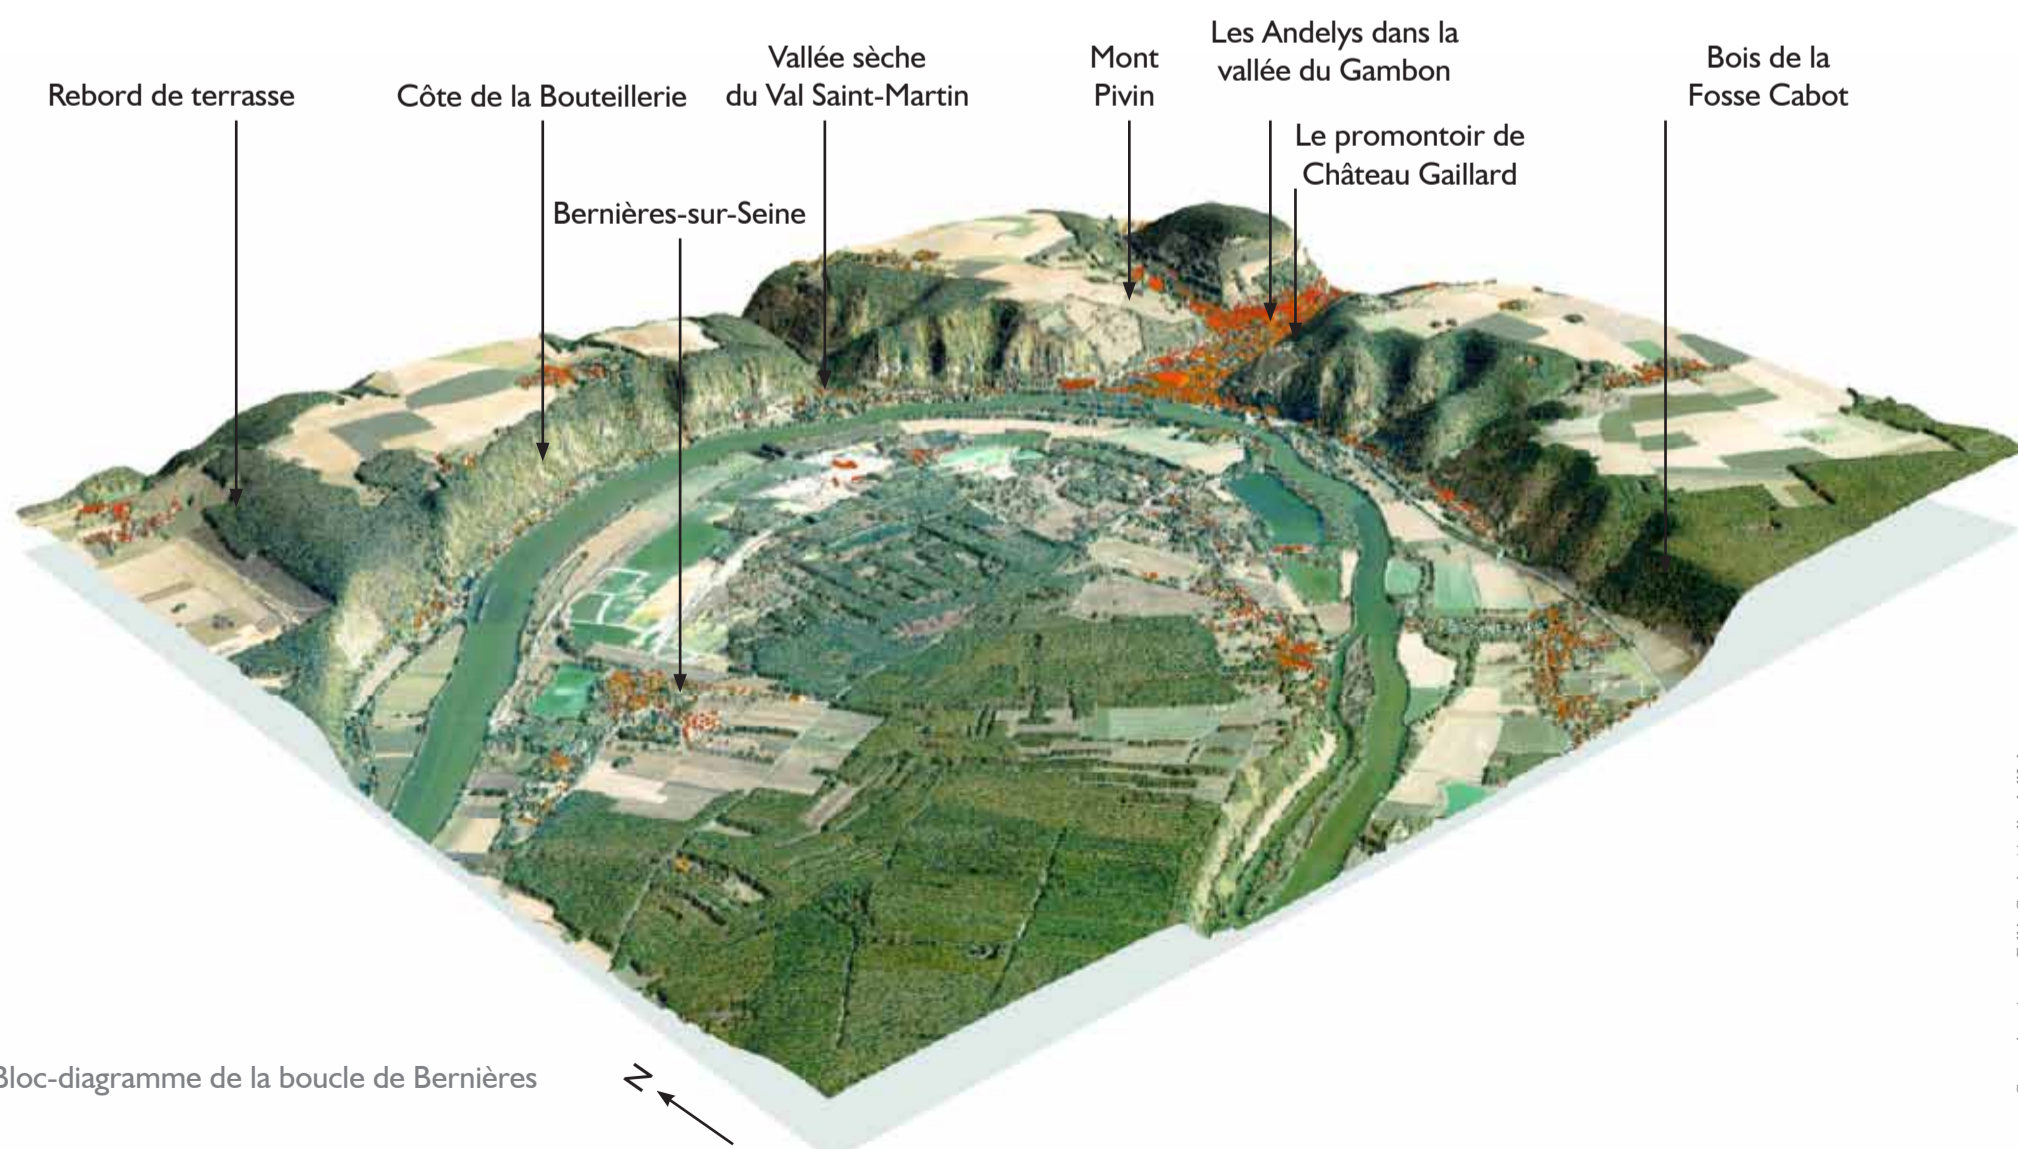 Les Andelys dans la
vallée du Gambon
Vallée sèche
du Val Saint-Martin
Mont
Pivin
Bois de la
Fosse Cabot
Rebord de terrasse
Côte de la Bouteillerie
Le promontoir de
Château Gaillard
Bernières-sur-Seine
Bloc-diagramme de la boucle de Bernières
N